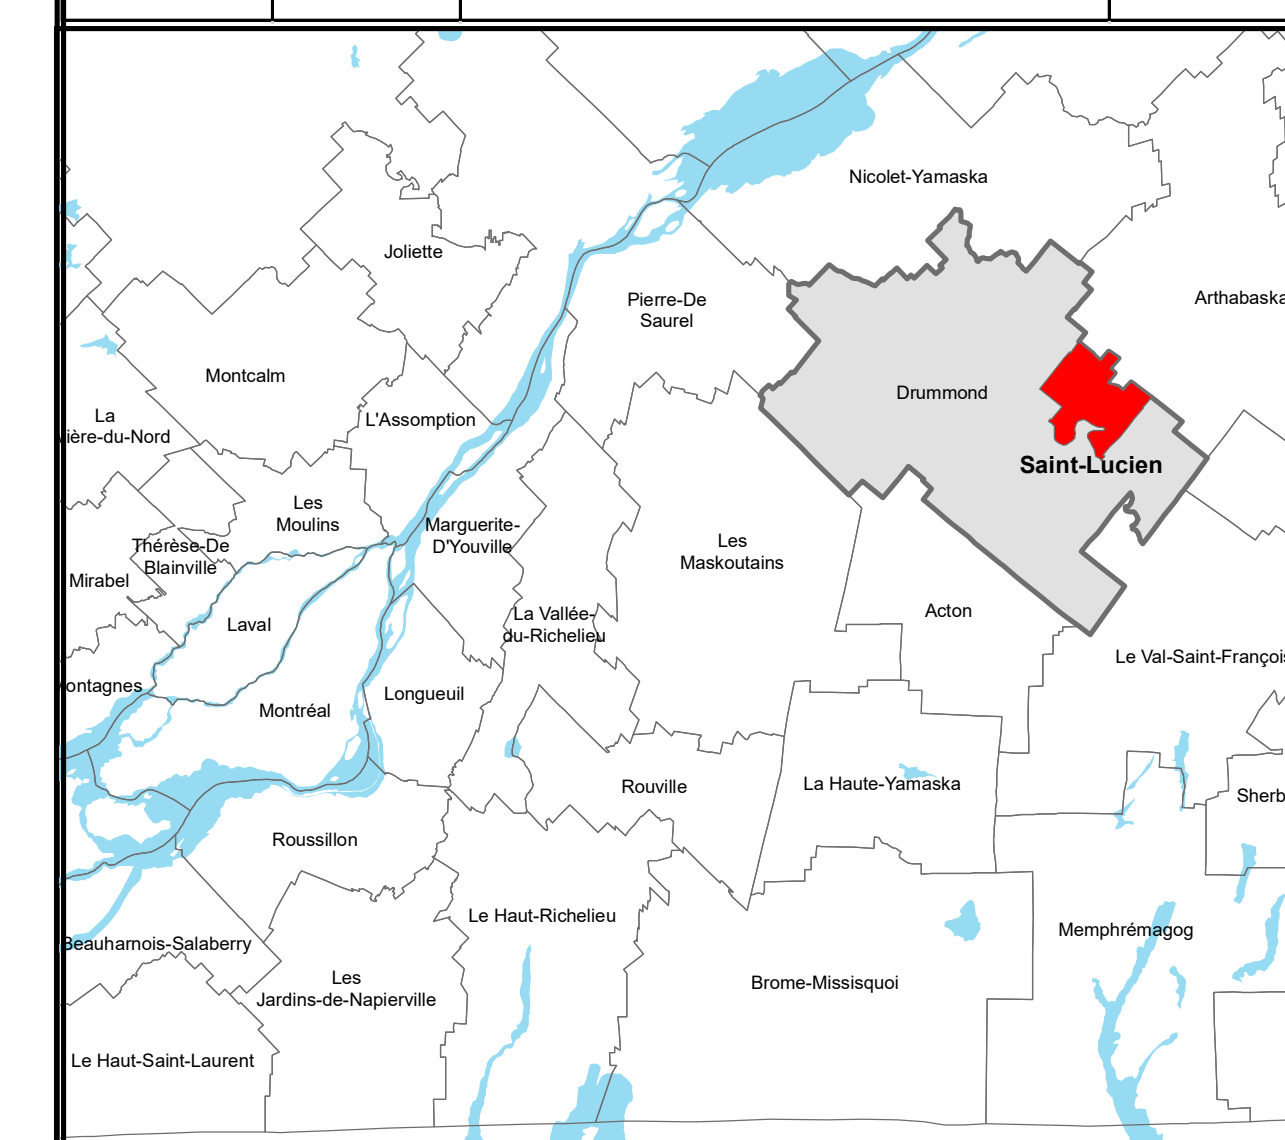 Nicolet-Yamaska
Joliette
Pierre-De
Saurel
Arthabaska
Montcalm
Drummond
La
ière-du-Nord
L'Assomption
Saint-Lucien
Les
Moulins
Marguerite-
D'Youville
Thérèse-De
Blainville
Les
Maskoutains
Mirabel
Laval
La Vallée-
du-Richelieu
Acton
Le Val-Saint-François
ontagnes
Longueuil
Montréal
Rouville
La Haute-Yamaska
Sherb
Roussillon
Le Haut-Richelieu
Memphrémagog
Beauharnois-Salaberry
Les
Jardins-de-Napierville
Brome-Missisquoi
Le Haut-Saint-Laurent